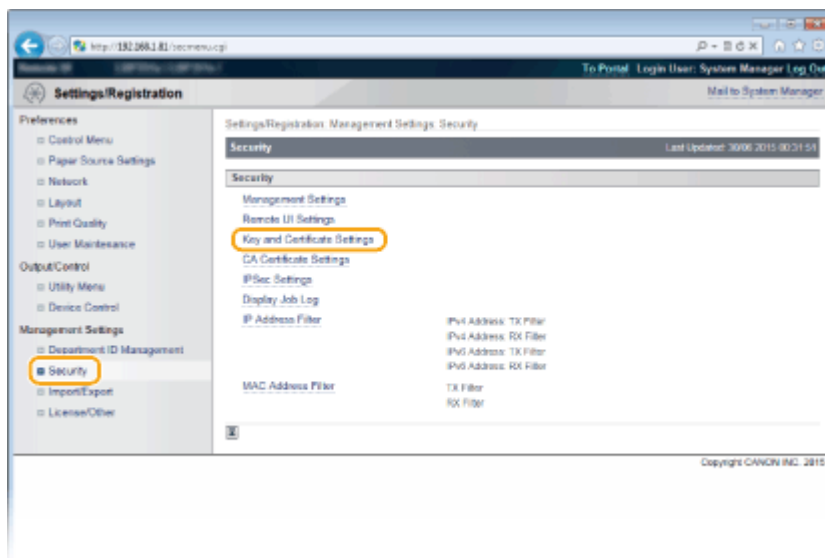 http://192.168.1.81/secmenu.cgi
To Portal Login User: System Manager Log Ou
Settings/Registration
Mail to System Manager
Preferences
Control Menu
Paper Source Settings
Network
Layout
Print Quality
User Maintenance
Output/Control
Utility Menu
Device Control
Management Settings
Department ID Management
Security
Import/Export
License/Other
Settings/Registration: Management Settings: Security
Security
Last Updated: 30/06 2015 00:31:51
Security
Management Settings
Remote UI Settings
Key and Certificate Settings
CA Certificate Settings
IPSec Settings
Display Job Log
IP Address Filter
IPv4 Address: TX Filter
IPv4 Address: RX Filter
IPv6 Address: TX Filter
IPv6 Address: RX Filter
MAC Address Filter
TX Filter
RX Filter
Copyright CANON INC. 2015